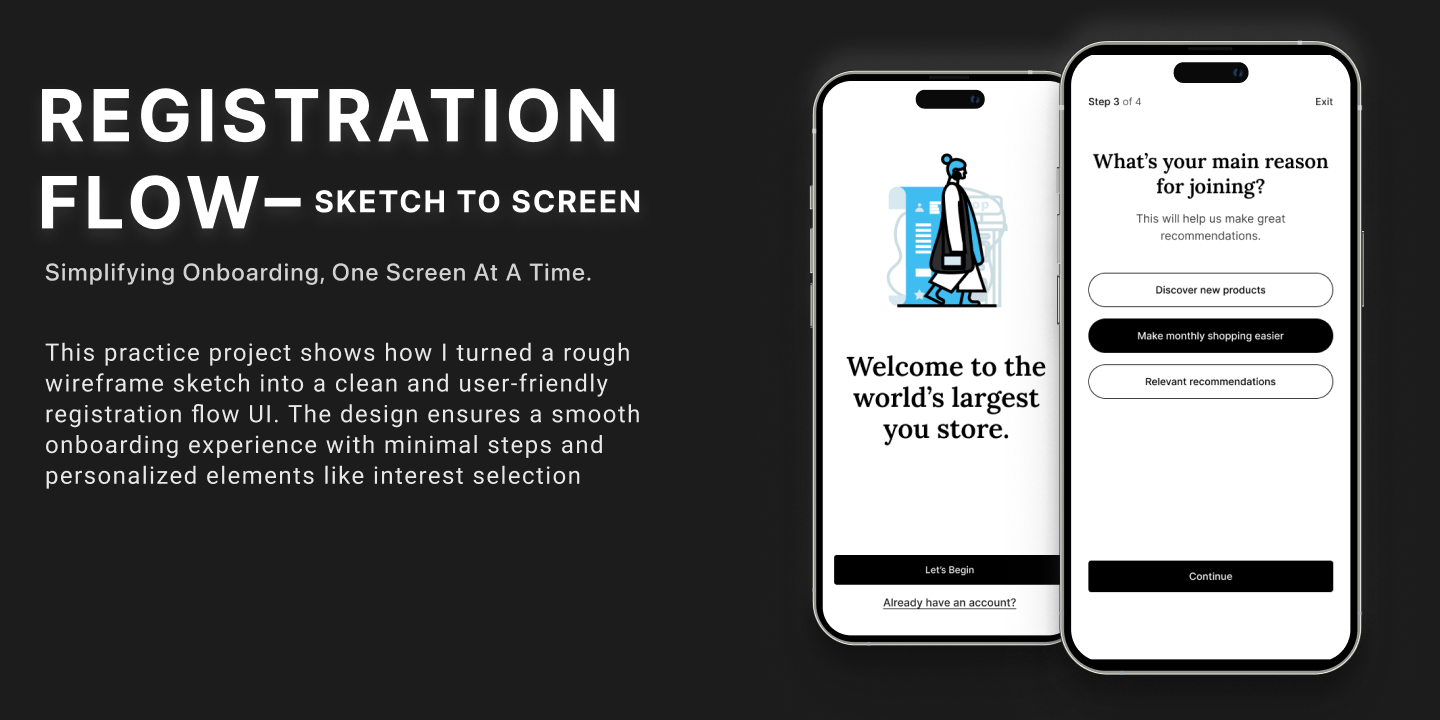 REGISTRATION
FLOW– SKETCH TO SCREEN
Simplifying Onboarding, One Screen At A Time.
This practice project shows how I turned a rough
wireframe sketch into a clean and user-friendly
registration flow UI. The design ensures a smooth
onboarding experience with minimal steps and
personalized elements like interest selection
Welcome to the
world’s largest
you store.
Let’s Begin
Already have an account?
Step 3 of 4
Exit
What’s your main reason
for joining?
This will help us make great
recommendations.
Discover new products
Make monthly shopping easier
Relevant recommendations
Continue